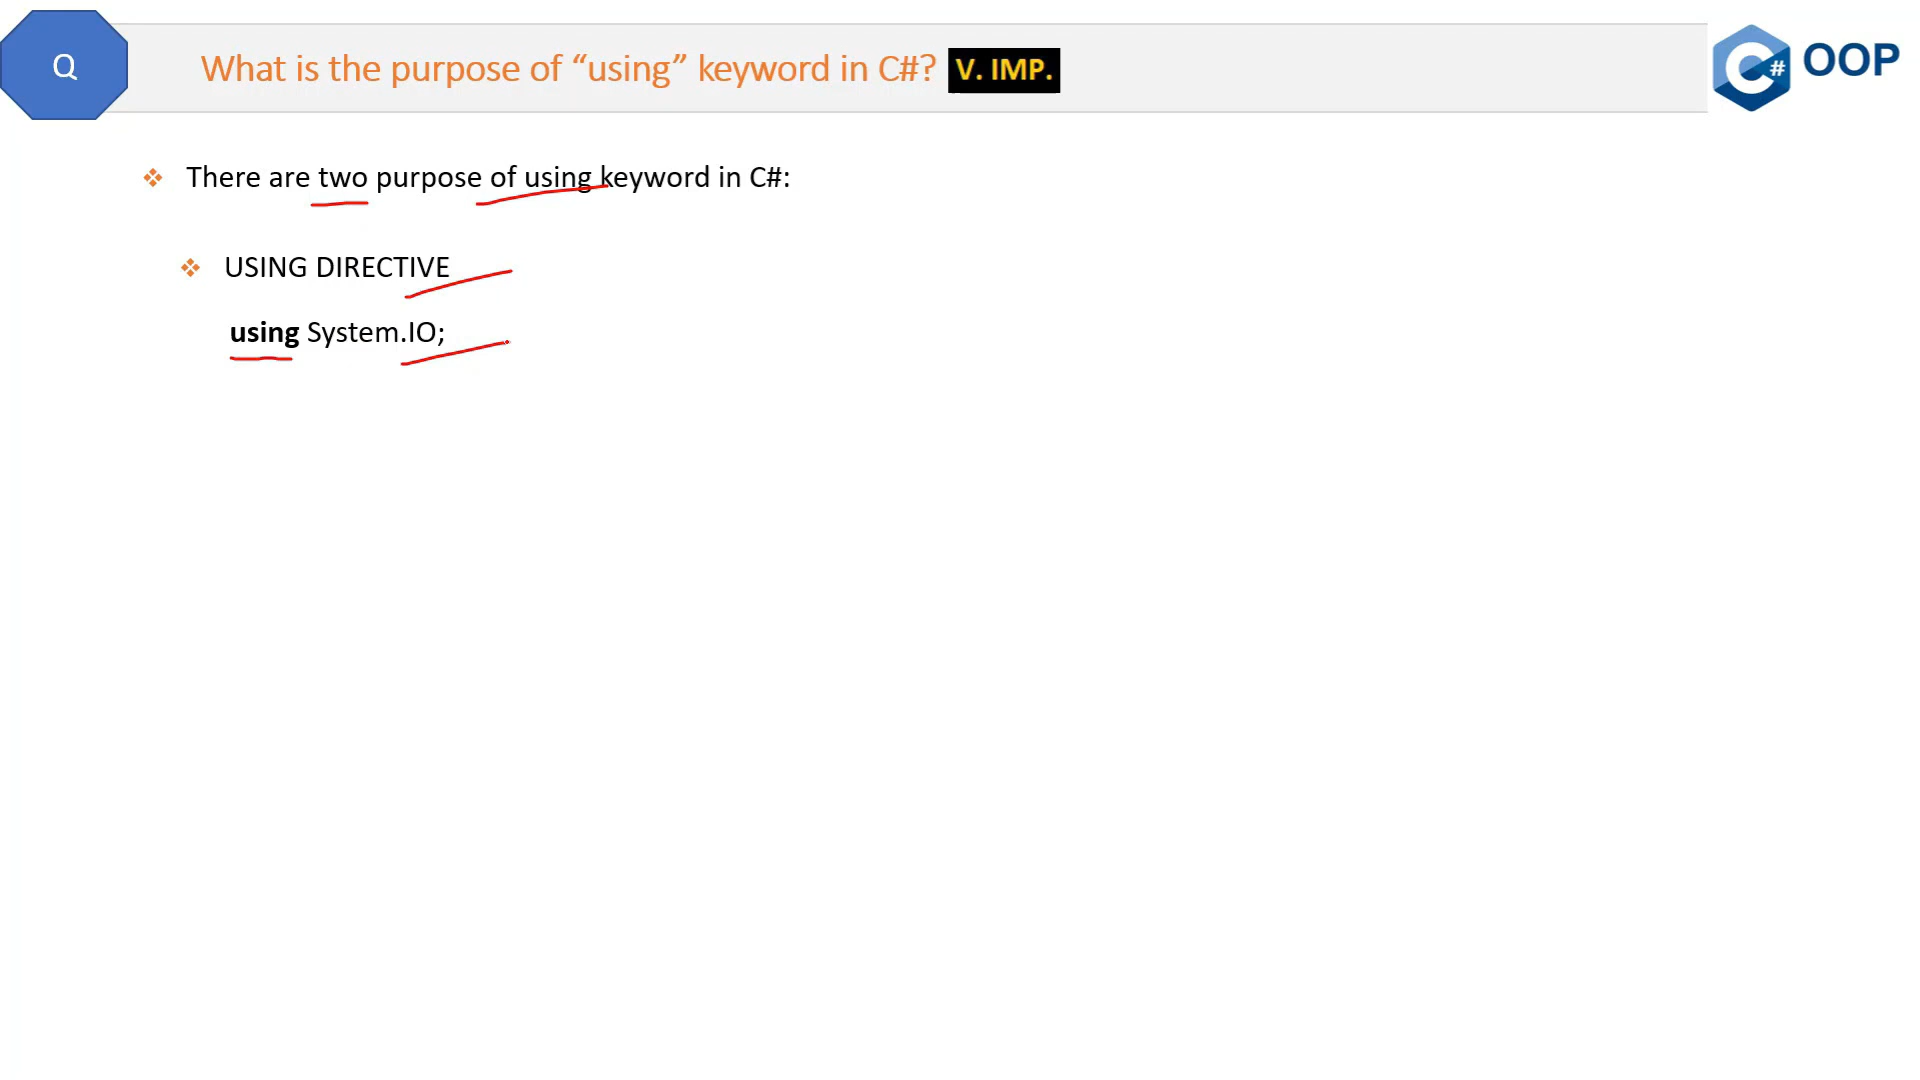 Q
What is the purpose of “using” keyword in C#? V. IMP.
C# OOP
There are two purpose of using keyword in C#:
USING DIRECTIVE
using System.IO;